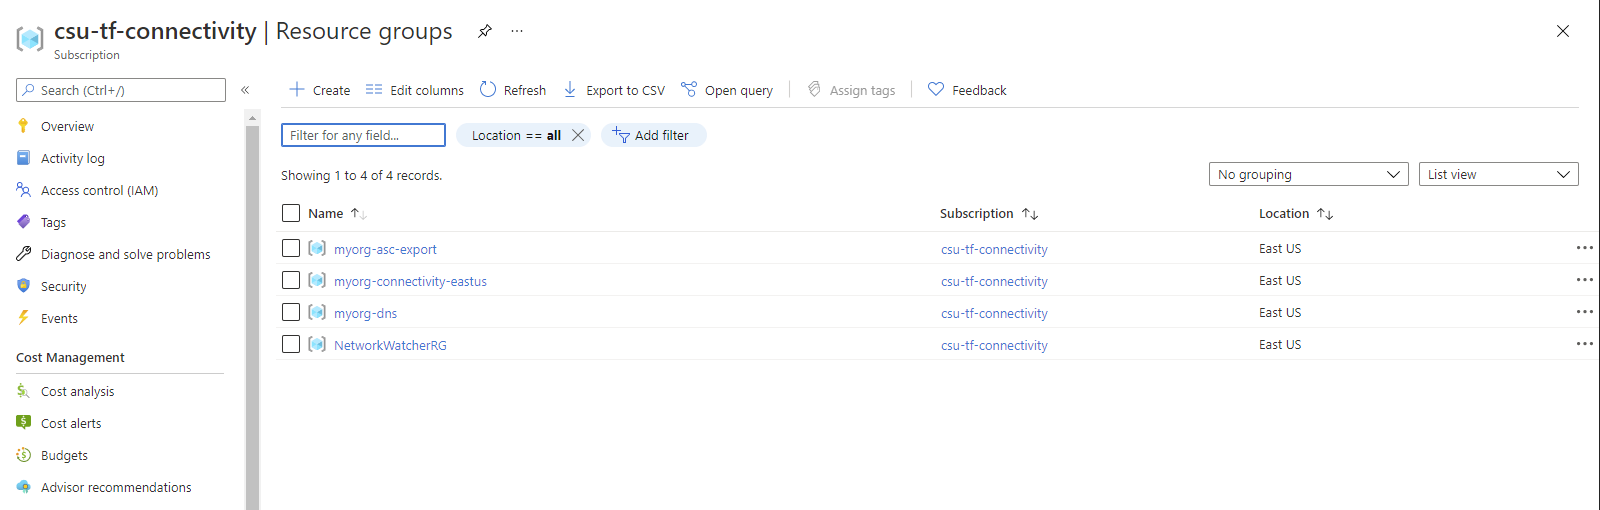 csu-tf-connectivity | Resource groups
Subscription
Search (Ctrl+/)
Overview
Activity log
Access control (IAM)
Tags
Diagnose and solve problems
Security
Events
Cost Management
Cost analysis
Cost alerts
Budgets
Advisor recommendations
Create Edit columns Refresh Export to CSV Open query Assign tags Feedback
Filter for any field... Location == all Add filter
Showing 1 to 4 of 4 records. No grouping List view
Name Subscription Location
myorg-asc-export csu-tf-connectivity East US
myorg-connectivity-eastus csu-tf-connectivity East US
myorg-dns csu-tf-connectivity East US
NetworkWatcherRG csu-tf-connectivity East US